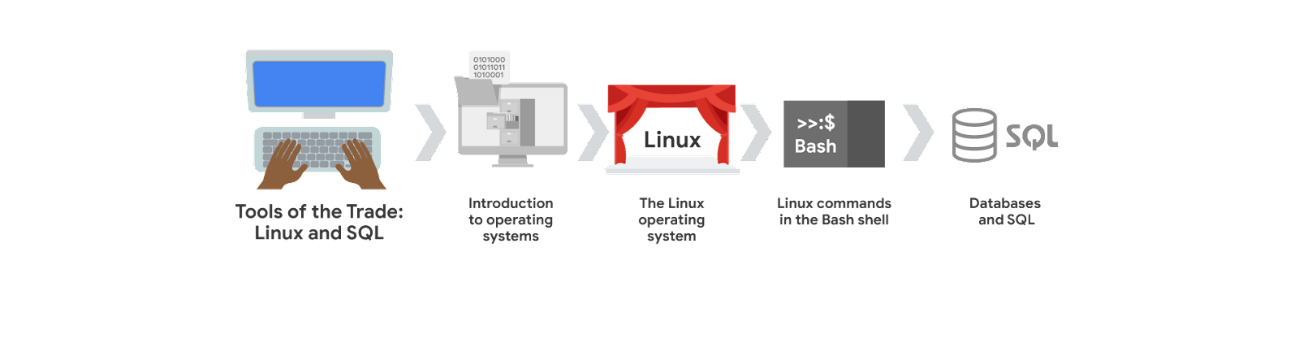 Tools of the Trade:
Linux and SQL
0101000
01011011
1010001
Introduction
to operating
systems
Linux
The Linux
operating
system
>>:$
Bash
Linux commands
in the Bash shell
SQL
Databases
and SQL